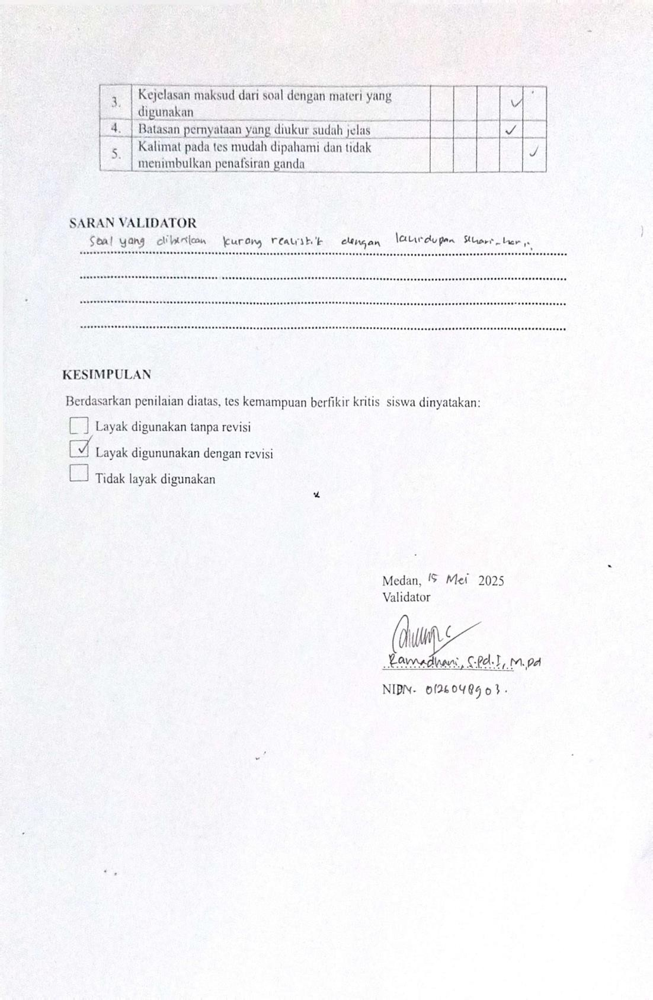 3. Kejelasan maksud dari soal dengan materi yang
digunakan ✓
4. Batasan pernyataan yang diukur sudah jelas ✓
5. Kalimat pada tes mudah dipahami dan tidak
menimbulkan penafsiran ganda ✓
SARAN VALIDATOR
Soal yang diberikan kurang realistik dengan sehari-hari
KESIMPULAN
Berdasarkan penilaian diatas, tes kemampuan berfikir kritis siswa dinyatakan:
Layak digunakan tanpa revisi
✓ Layak digununakan dengan revisi
Tidak layak digunakan
Medan, 15 Mei 2025
Validator
Ramadhani, S.Pd.I, M.Pd
NIDN. 0126048903.